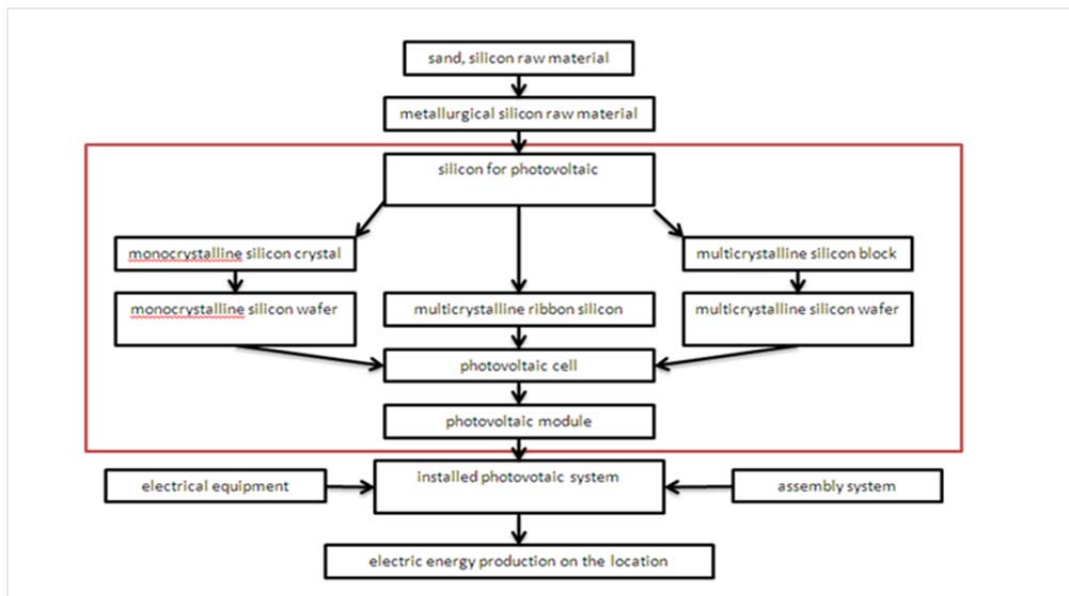 sand, silicon raw material
metallurgical silicon raw material
silicon for photovoltaic
monocrystalline silicon crystal
multicrystalline silicon block
monocrystalline silicon wafer
multicrystalline ribbon silicon
multicrystalline silicon wafer
photovoltaic cell
photovoltaic module
electrical equipment
installed photovotaic system
assembly system
electric energy production on the location